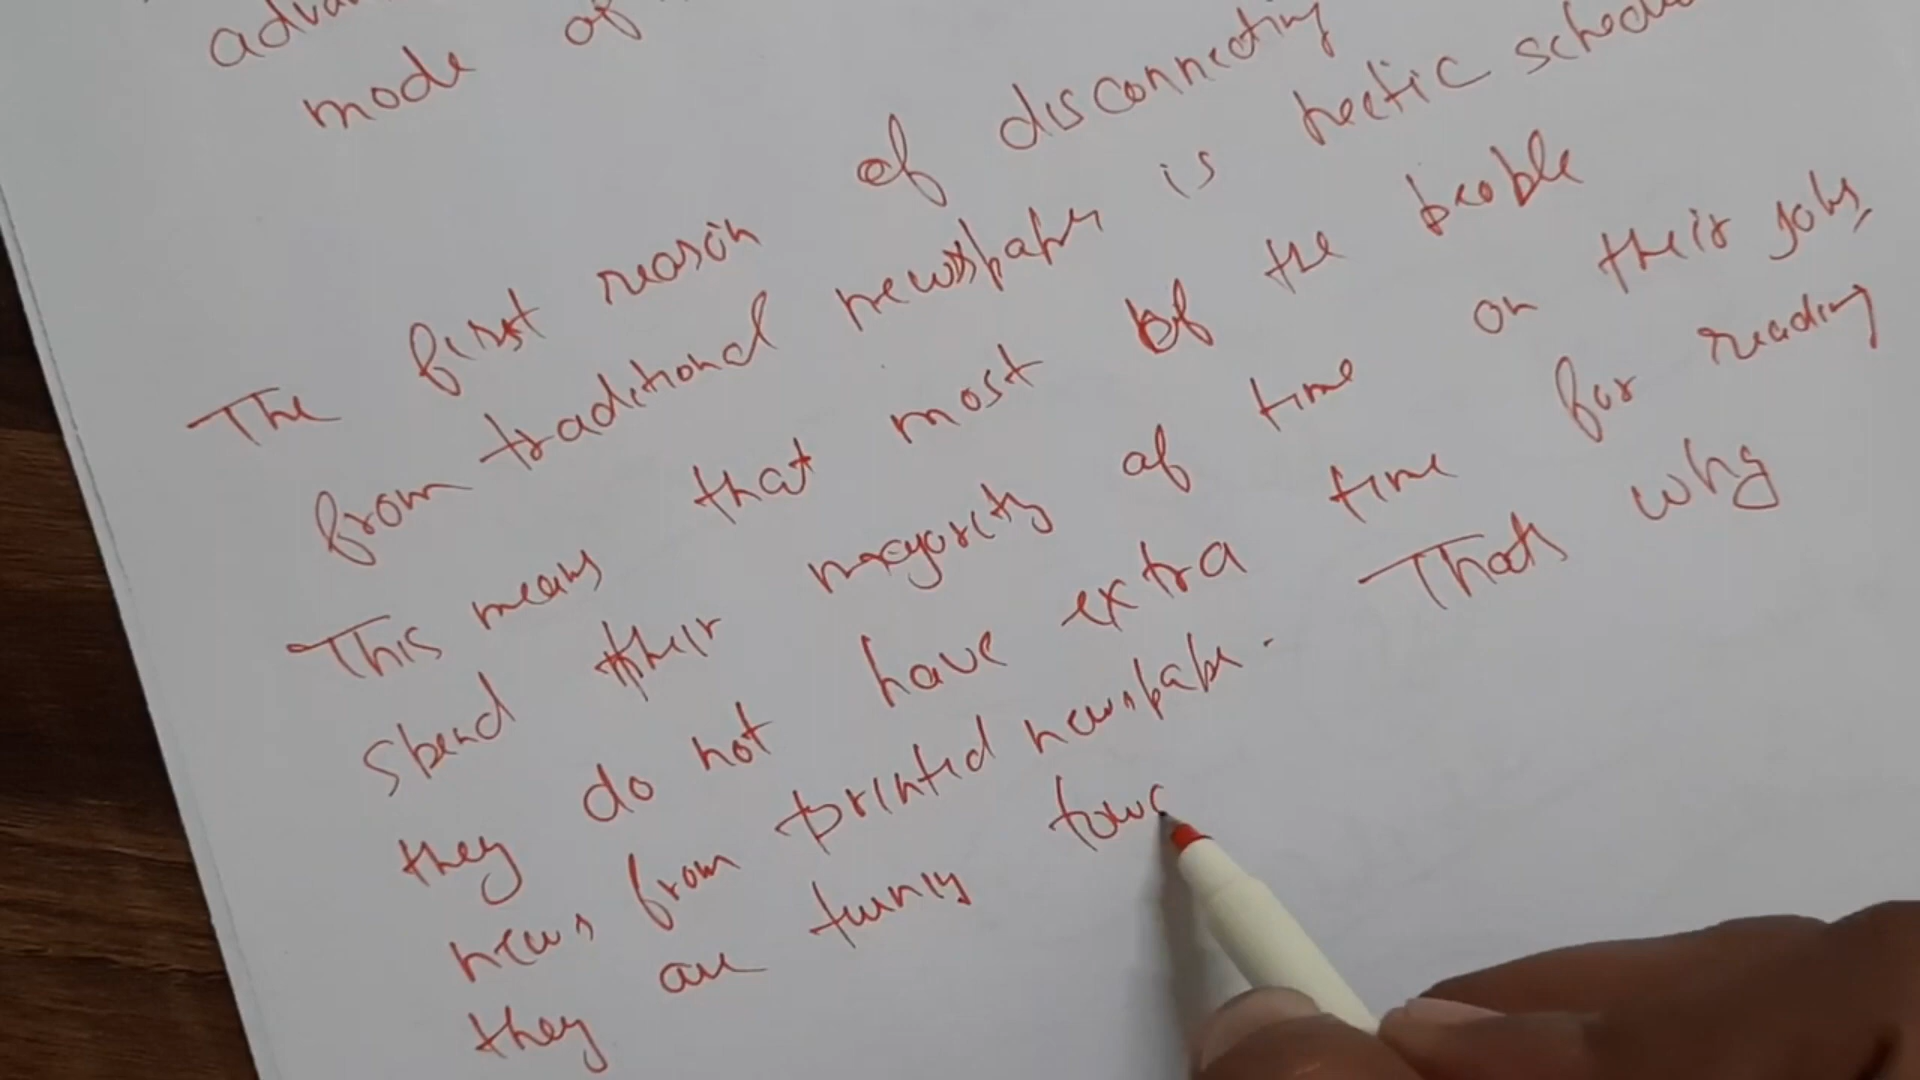 mode of
The first reason of disconnecting
from traditional newspaper is hectic
This means that most of the people
spend their majority of time on their jobs,
they do not have extra time for reading
news from printed newspaper. Thats why
they are turning towa